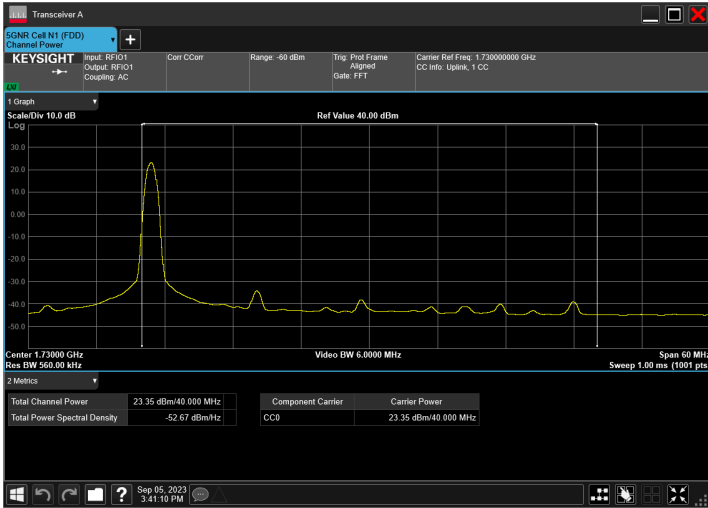 Transceiver A
5GNR Cell N1 (FDD)
Channel Power
KEYSIGHT
Input: RFIO1
Output: RFIO1
Coupling: AC
Corr CCorr
Range: -60 dBm
Trig: Prot Frame
Aligned
Gate: FFT
Carrier Ref Freq: 1.730000000 GHz
CC Info: Uplink, 1 CC
LXI
1 Graph
Scale/Div 10.0 dB
Ref Value 40.00 dBm
Log
30.0
20.0
10.0
0.00
-10.0
-20.0
-30.0
-40.0
-50.0
Center 1.73000 GHz
Video BW 6.0000 MHz
Span 60 MHz
Res BW 560.00 kHz
Sweep 1.00 ms (1001 pts
2 Metrics
Total Channel Power 23.35 dBm/40.000 MHz
Total Power Spectral Density -52.67 dBm/Hz
Component Carrier Carrier Power
CC0 23.35 dBm/40.000 MHz
?
Sep 05, 2023
3:41:10 PM